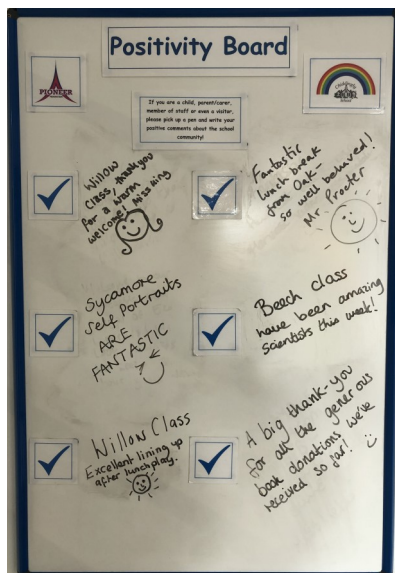 Positivity Board
PIONEER
If you are a child, parent/carer,
member of staff or even a visitor,
please pick up a pen and write your
positive comments about the school
community!
Willow
Class, thankyou
for a warm
welcome! Miss Ming
Fantastic
lunch break
from Oak-
so well behaved!
Mr Procter
Sycamore
Self Portraits
ARE
FANTASTIC
Beech class
have been amazing
scientists this week!
Willow Class
Excellent lining up
after lunch play.
A big thank-you
for all the generous
book donations we've
received so far!